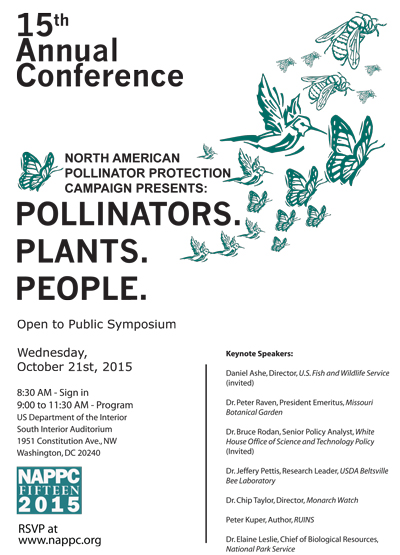 15th
Annual
Conference
NORTH AMERICAN
POLLINATOR PROTECTION
CAMPAIGN PRESENTS:
POLLINATORS.
PLANTS.
PEOPLE.
Open to Public Symposium
Wednesday,
October 21st, 2015
8:30 AM - Sign in
9:00 to 11:30 AM - Program
US Department of the Interior
South Interior Auditorium
1951 Constitution Ave., NW
Washington, DC 20240
NAPPC
FIFTEEN
2015
RSVP at
www.nappc.org
Keynote Speakers:
Daniel Ashe, Director, U.S. Fish and Wildlife Service
(invited)
Dr. Peter Raven, President Emeritus, Missouri
Botanical Garden
Dr. Bruce Rodan, Senior Policy Analyst, White
House Office of Science and Technology Policy
(Invited)
Dr. Jeffery Pettis, Research Leader, USDA Beltsville
Bee Laboratory
Dr. Chip Taylor, Director, Monarch Watch
Peter Kuper, Author, RUINS
Dr. Elaine Leslie, Chief of Biological Resources,
National Park Service